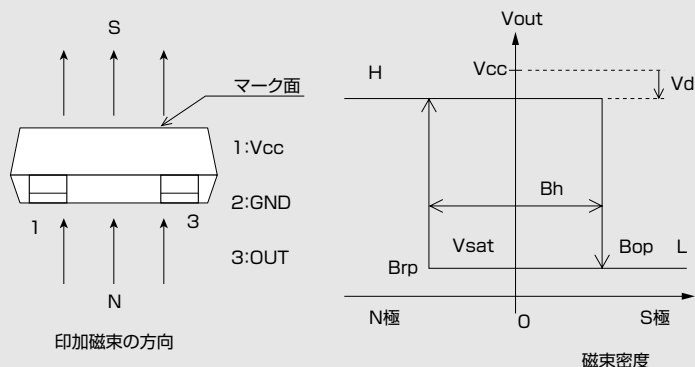 S
マーク面
1:Vcc
2:GND
1
3
3:OUT
N
印加磁束の方向
Vout
Vcc
H
Vd
Bh
Vsat
Bop
L
Brp
N極
0
S極
磁束密度